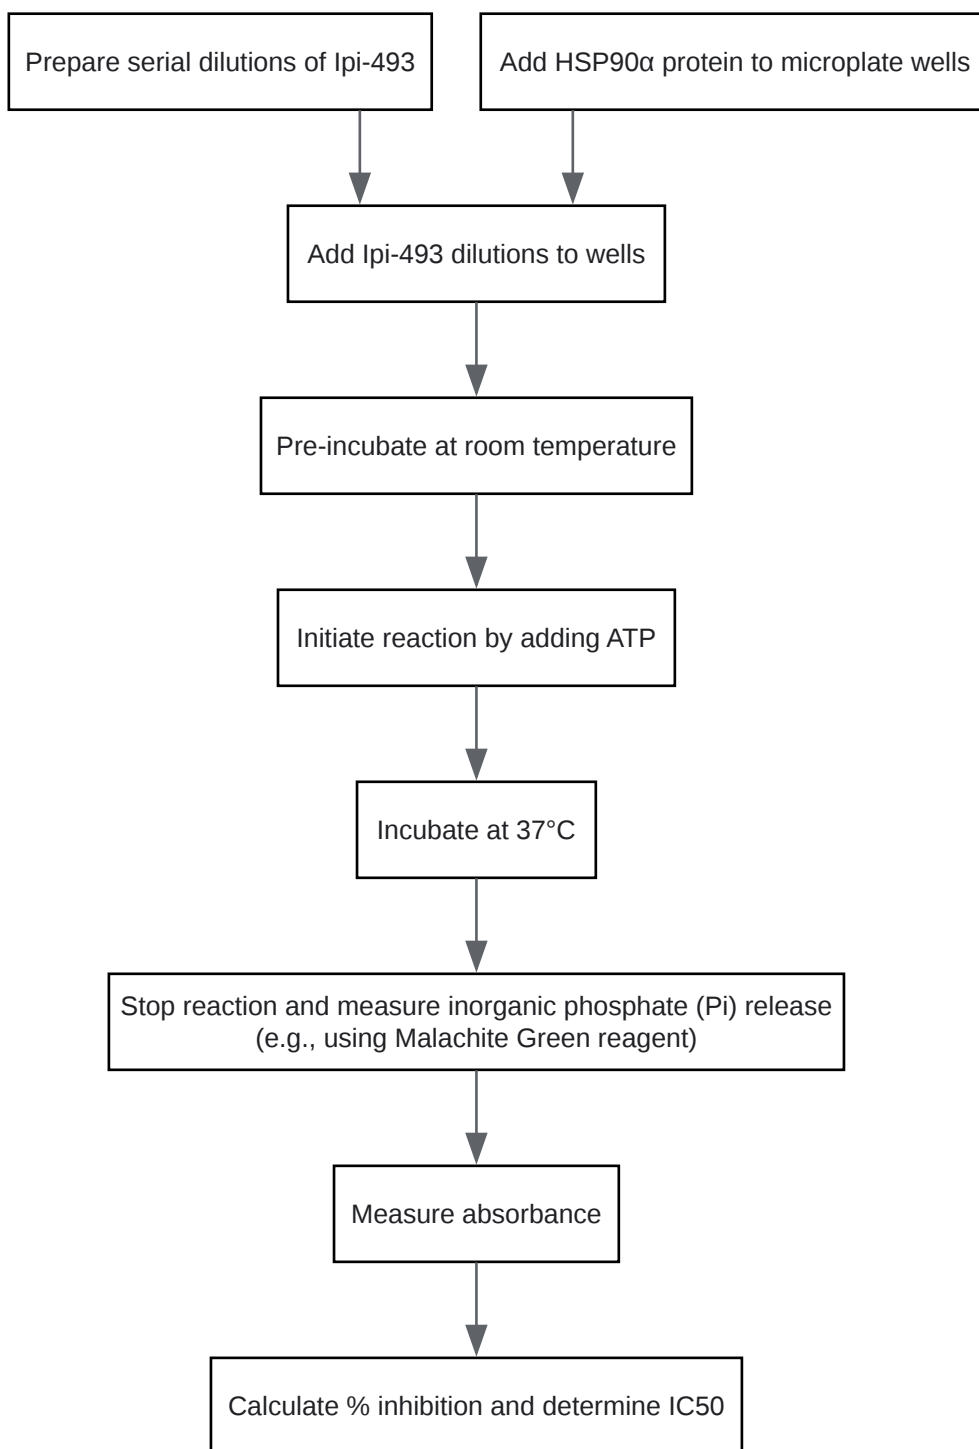 Prepare serial dilutions of Ipi-493
Add HSP90α protein to microplate wells
Add Ipi-493 dilutions to wells
Pre-incubate at room temperature
Initiate reaction by adding ATP
Incubate at 37°C
Stop reaction and measure inorganic phosphate (Pi) release
(e.g., using Malachite Green reagent)
Measure absorbance
Calculate % inhibition and determine IC50